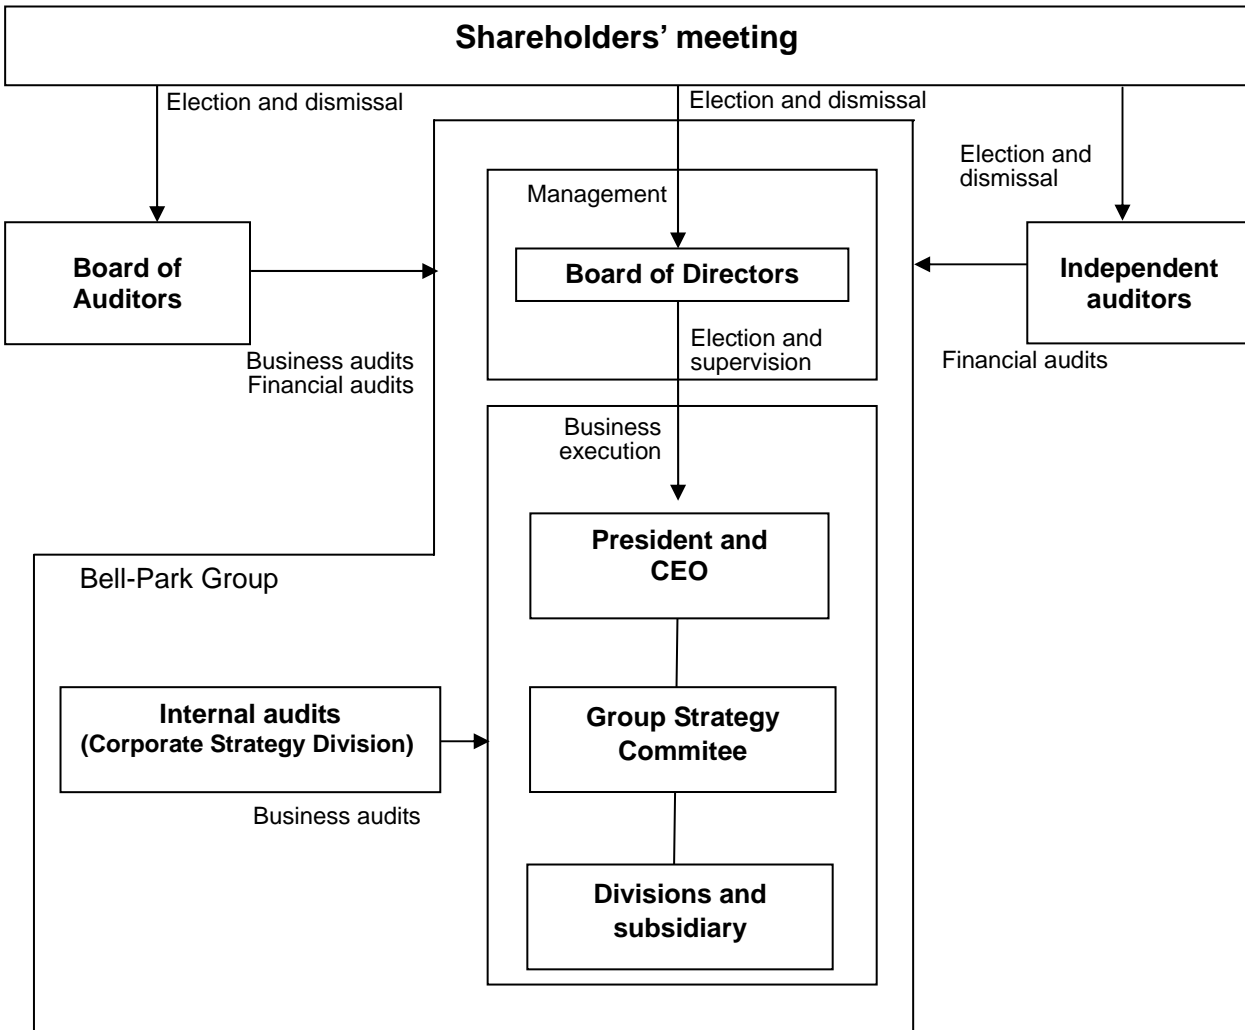 Shareholders’ meeting
Election and dismissal
Election and dismissal
Election and
dismissal
Management
Board of
Auditors
Board of Directors
Independent
auditors
Business audits
Financial audits
Election and
supervision
Financial audits
Business
execution
President and
CEO
Bell-Park Group
Internal audits
(Corporate Strategy Division)
Group Strategy
Commitee
Business audits
Divisions and
subsidiary